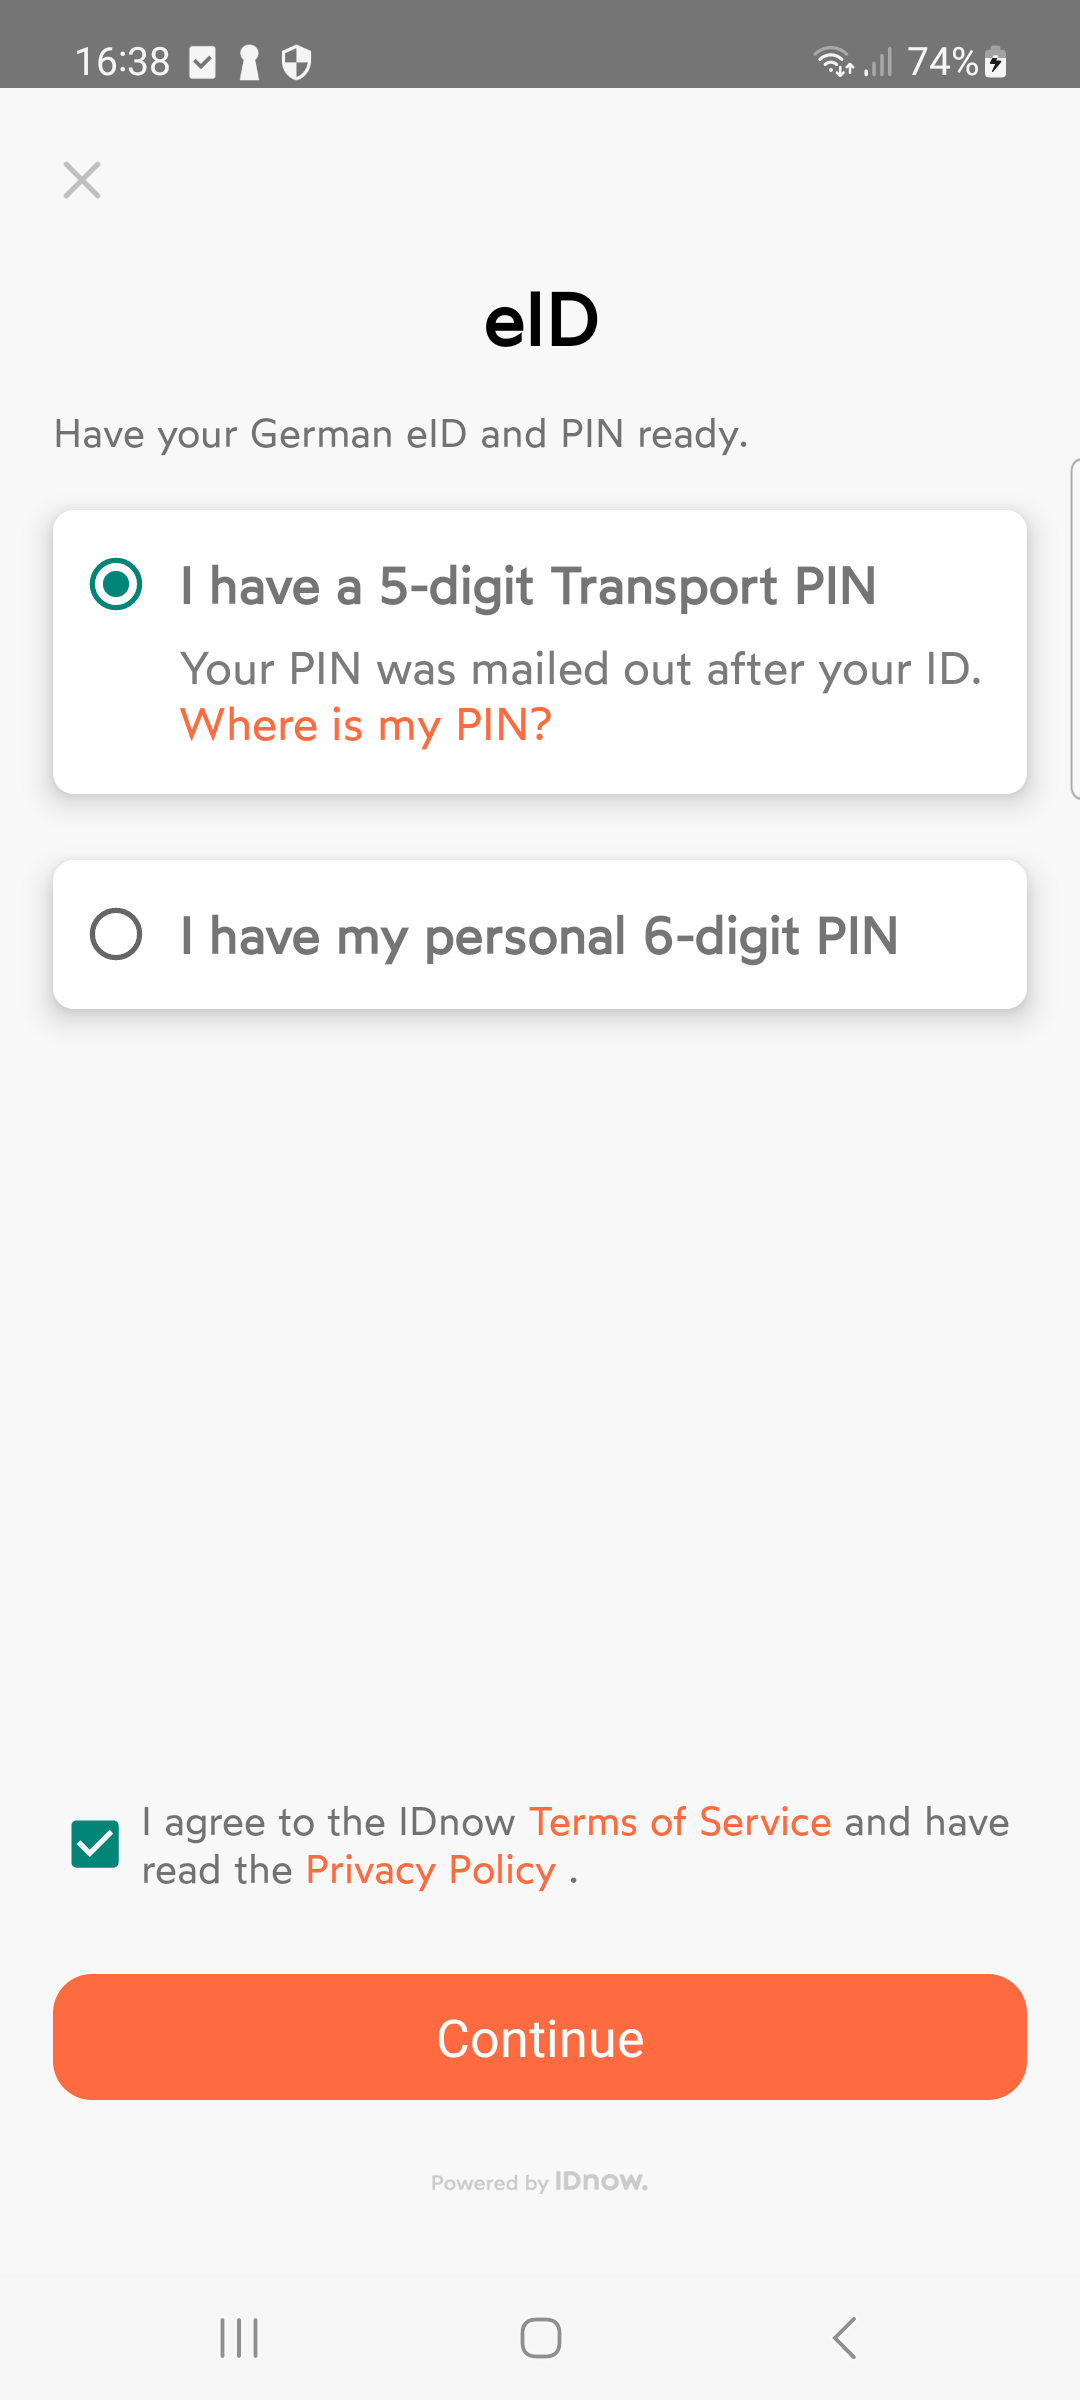 16:38
74%
eID
Have your German eID and PIN ready.
I have a 5-digit Transport PIN
Your PIN was mailed out after your ID.
Where is my PIN?
I have my personal 6-digit PIN
I agree to the IDnow Terms of Service and have
read the Privacy Policy .
Continue
Powered by IDnow.